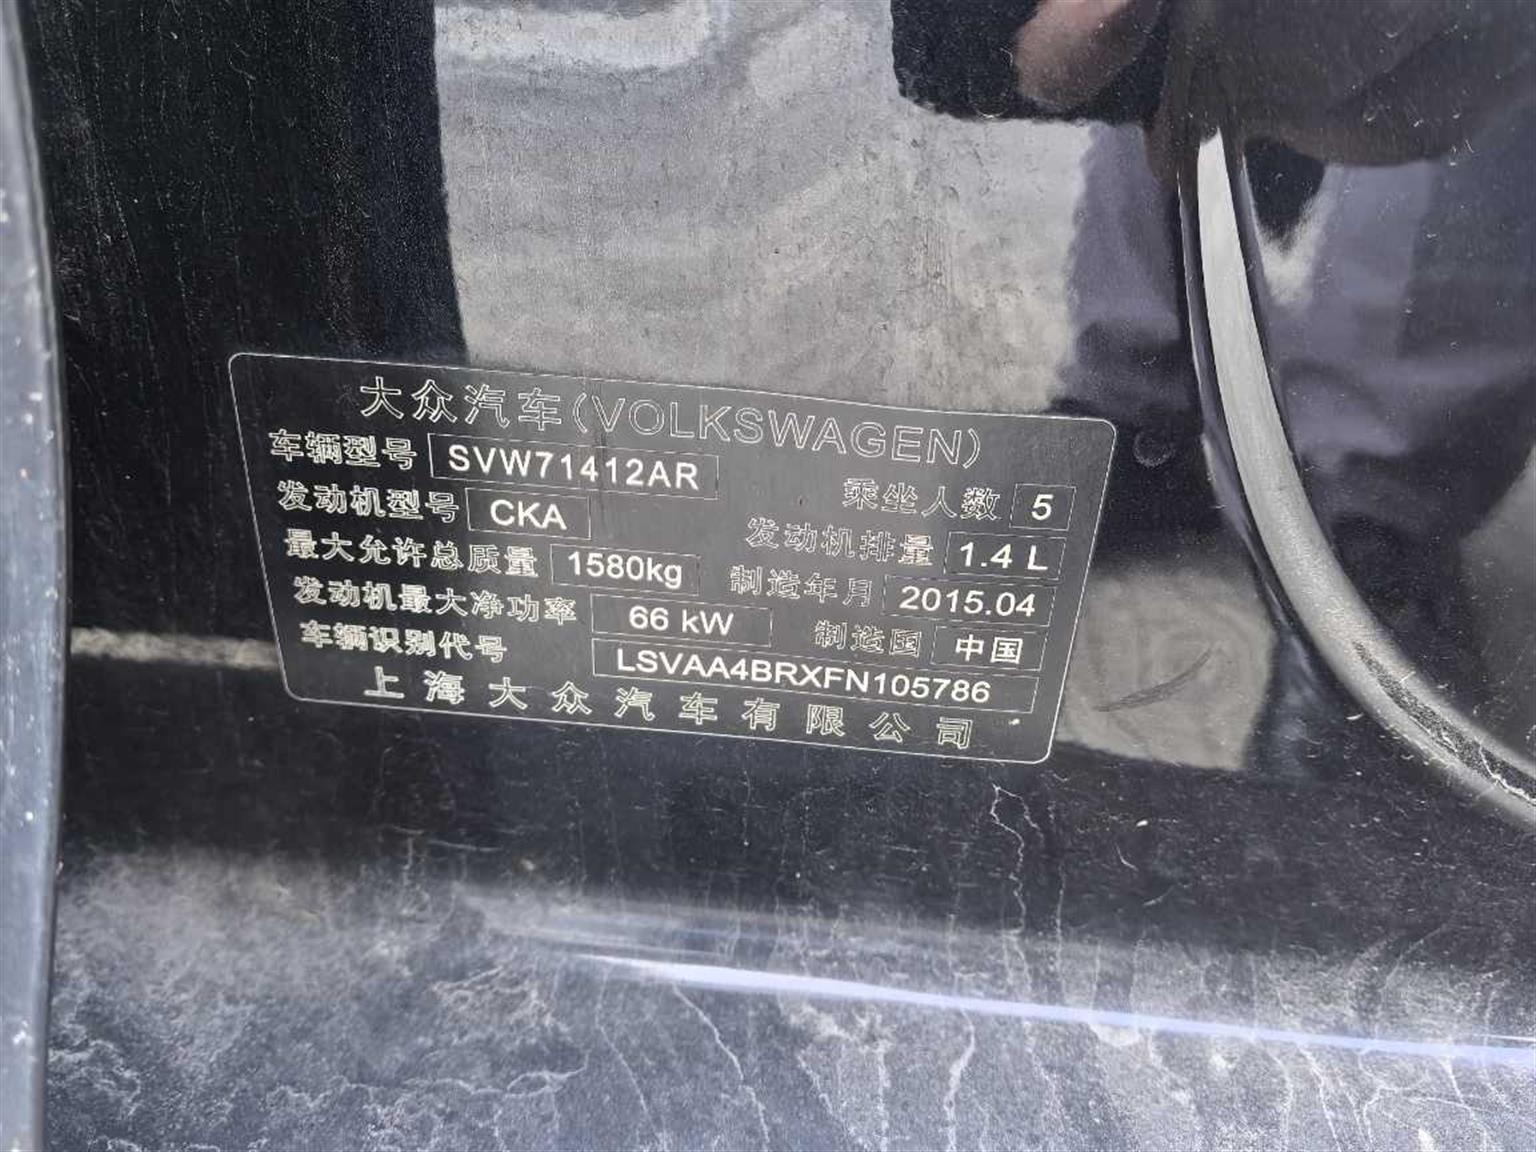 大众汽车(VOLKSWAGEN)
车辆型号 SVW71412AR 乘坐人数 5
发动机型号 CKA 发动机排量 1.4 L
最大允许总质量 1580kg 制造年月 2015.04
发动机最大净功率 66 kW 制造国 中国
车辆识别代号 LSVAA4BRXFN105786
上海大众汽车有限公司